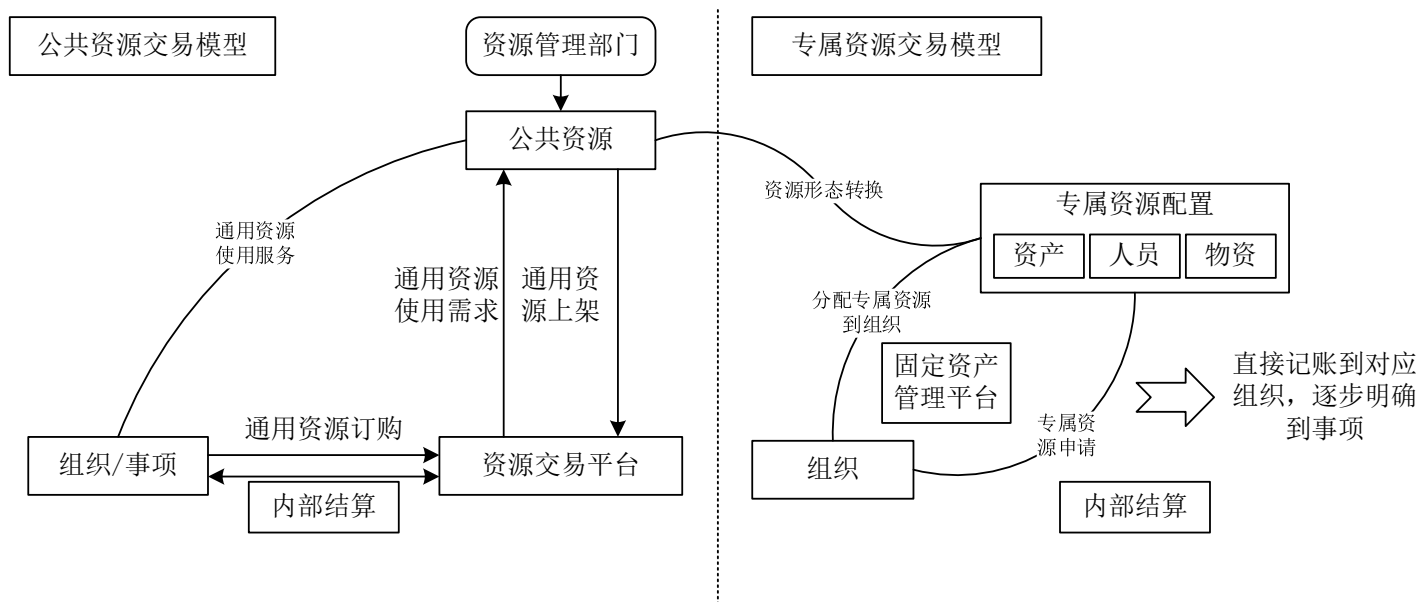 公共资源交易模型
资源管理部门
公共资源
通用资源
使用服务
通用资源
使用需求
通用资
源上架
通用资源订购
组织/事项
资源交易平台
内部结算
专属资源交易模型
资源形态转换
专属资源配置
资产
人员
物资
分配专属资源
到组织
固定资产
管理平台
直接记账到对应
组织，逐步明确
到事项
专属资
源申请
组织
内部结算